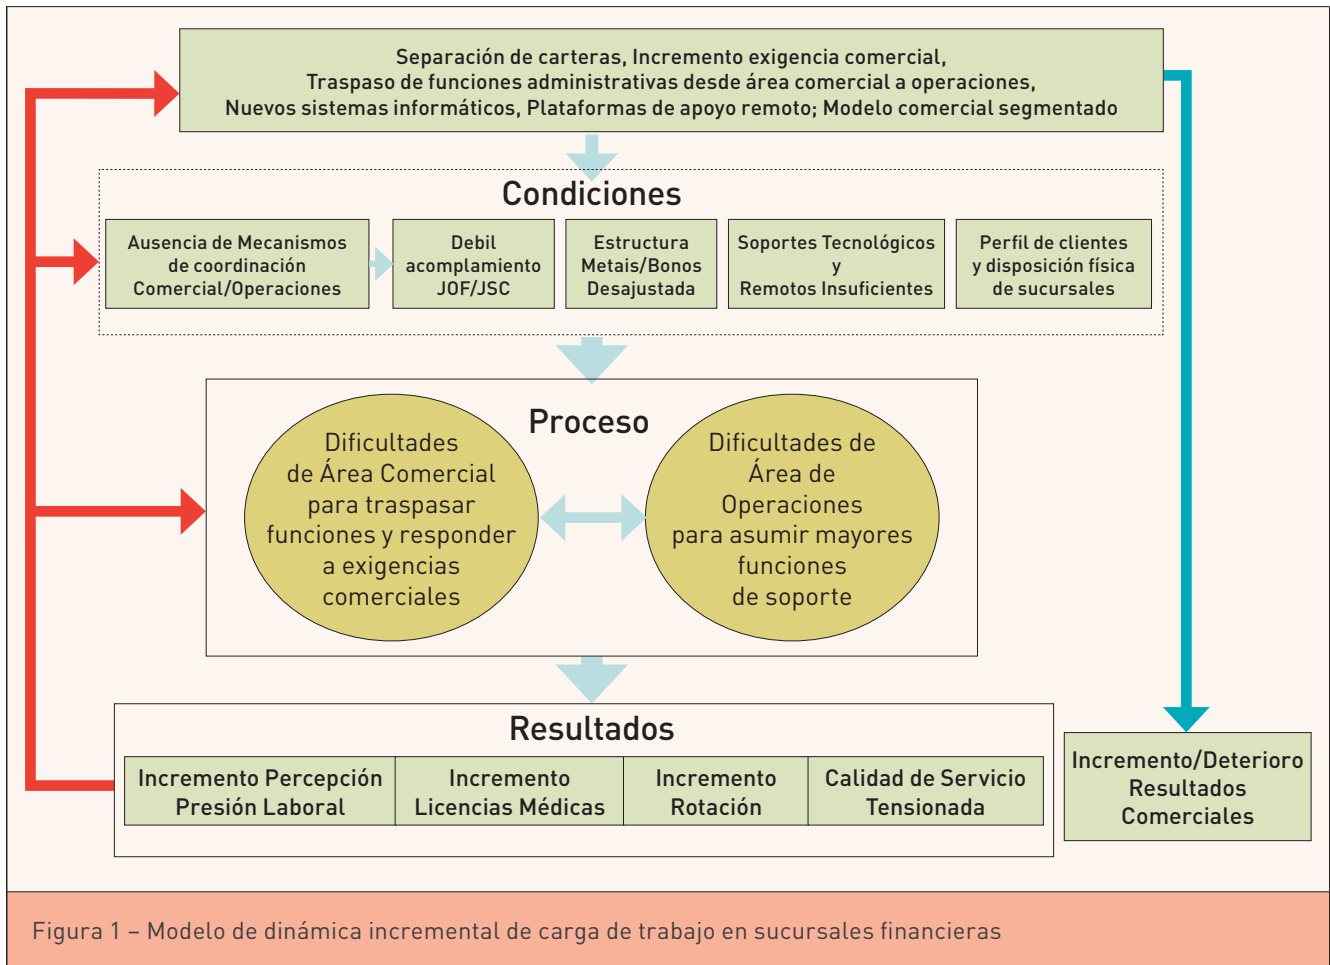 Separación de carteras, Incremento exigencia comercial,
Traspaso de funciones administrativas desde área comercial a operaciones,
Nuevos sistemas informáticos, Plataformas de apoyo remoto; Modelo comercial segmentado
Condiciones
Ausencia de Mecanismos
de coordinación
Comercial/Operaciones
Debil
acomplamiento
JOF/JSC
Estructura
Metais/Bonos
Desajustada
Soportes Tecnológicos
y
Remotos Insuficientes
Perfil de clientes
y disposición física
de sucursales
Proceso
Dificultades
de Área Comercial
para traspasar
funciones y responder
a exigencias
comerciales
Dificultades de
Área de
Operaciones
para asumir mayores
funciones
de soporte
Resultados
Incremento Percepción
Presión Laboral
Incremento
Licencias Médicas
Incremento
Rotación
Calidad de Servicio
Tensionada
Incremento/Deterioro
Resultados
Comerciales
Figura 1 – Modelo de dinámica incremental de carga de trabajo en sucursales financieras